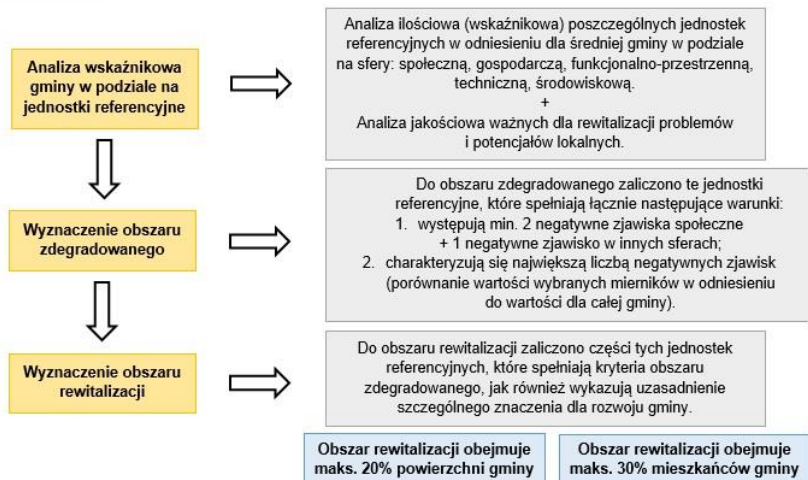 Analiza wskaźnikowa
gminy w podziale na
jednostki referencyjne
Analiza ilościowa (wskaźnikowa) poszczególnych jednostek
referencyjnych w odniesieniu dla średniej gminy w podziale
na sfery: społeczną, gospodarczą, funkcjonalno-przestrzenną,
techniczną, środowiskową.
+
Analiza jakościowa ważnych dla rewitalizacji problemów
i potencjałów lokalnych.
Wyznaczenie obszaru
zdegradowanego
Do obszaru zdegradowanego zaliczono te jednostki
referencyjne, które spełniają łącznie następujące warunki:
1. występują min. 2 negatywne zjawiska społeczne
+ 1 negatywne zjawisko w innych sferach;
2. charakteryzują się największą liczbą negatywnych zjawisk
(porównanie wartości wybranych mierników w odniesieniu
do wartości dla całej gminy).
Wyznaczenie obszaru
rewitalizacji
Do obszaru rewitalizacji zaliczono części tych jednostek
referencyjnych, które spełniają kryteria obszaru
zdegradowanego, jak również wykazują uzasadnienie
szczególnego znaczenia dla rozwoju gminy.
Obszar rewitalizacji obejmuje
maks. 20% powierzchni gminy
Obszar rewitalizacji obejmuje
maks. 30% mieszkańców gminy